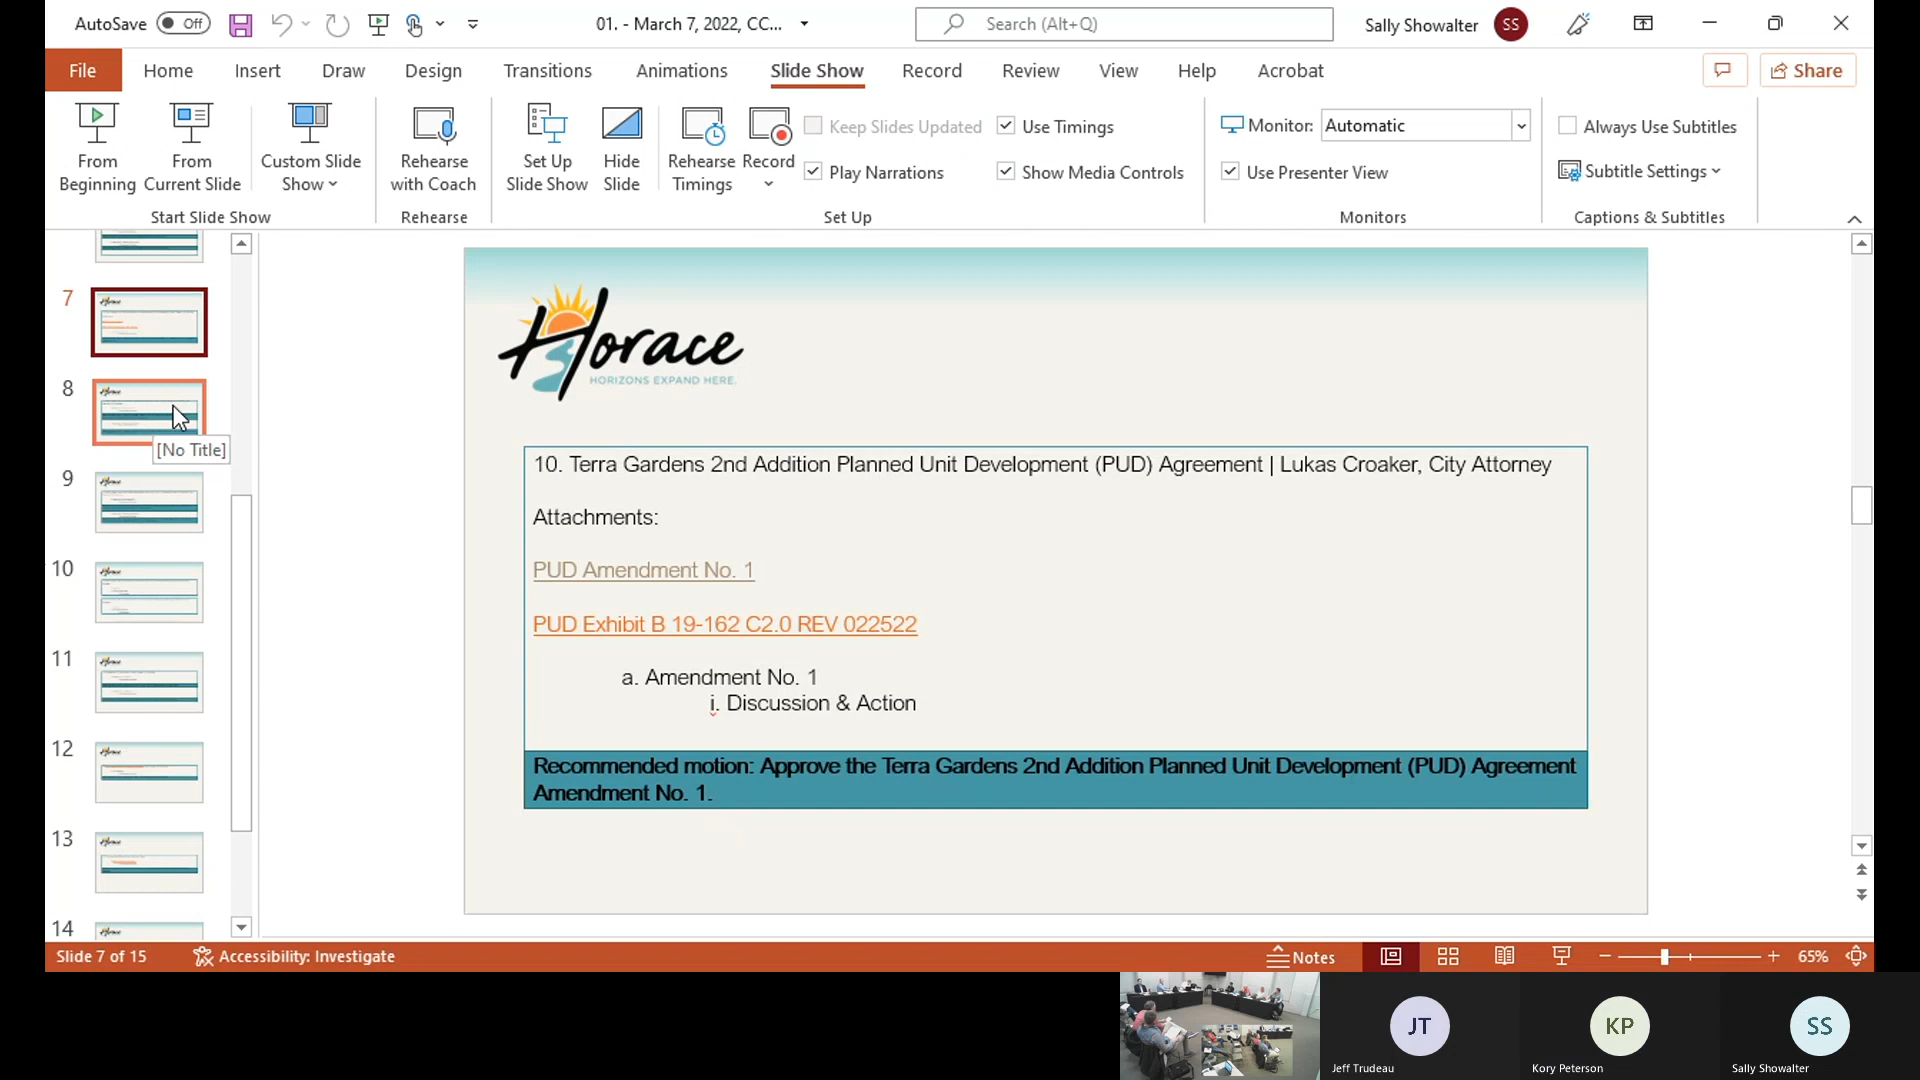 AutoSave Off
01. - March 7, 2022, CC...
Search (Alt+Q)
Sally Showalter
SS
File
Home
Insert
Draw
Design
Transitions
Animations
Slide Show
Record
Review
View
Help
Acrobat
Share
From Beginning
From Current Slide
Custom Slide Show
Rehearse with Coach
Set Up Slide Show
Hide Slide
Rehearse Timings
Record
Keep Slides Updated
Use Timings
Play Narrations
Show Media Controls
Monitor:
Automatic
Use Presenter View
Always Use Subtitles
Subtitle Settings
Start Slide Show
Rehearse
Set Up
Monitors
Captions & Subtitles
7
8
[No Title]
9
10
11
12
13
14
Horace
HORIZONS EXPAND HERE.
10. Terra Gardens 2nd Addition Planned Unit Development (PUD) Agreement | Lukas Croaker, City Attorney
Attachments:
PUD Amendment No. 1
PUD Exhibit B 19-162 C2.0 REV 022522
a. Amendment No. 1
i. Discussion & Action
Recommended motion: Approve the Terra Gardens 2nd Addition Planned Unit Development (PUD) Agreement
Amendment No. 1.
Slide 7 of 15
Accessibility: Investigate
Notes
65%
JT
Jeff Trudeau
KP
Kory Peterson
SS
Sally Showalter